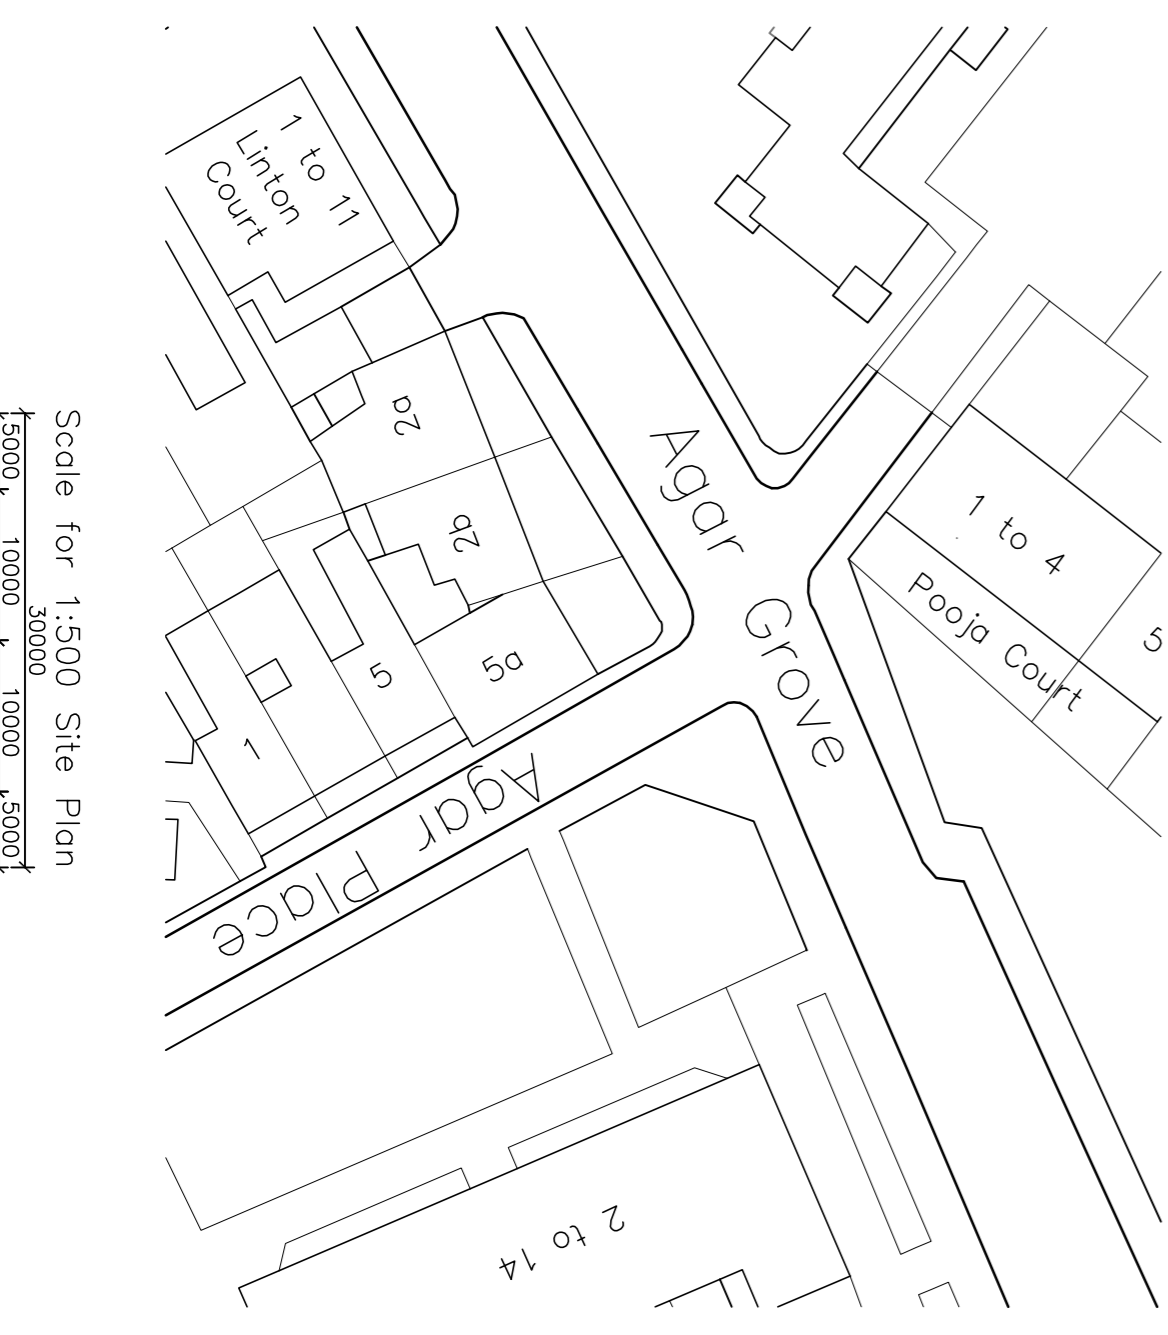 1 to 11
Linton
Court
2a
2b
5a
5
1
Agar Grove
Agar Place
1 to 4
Pooja Court
5
2 to 14
Scale for 1:500 Site Plan
30000
5000 10000 10000 5000